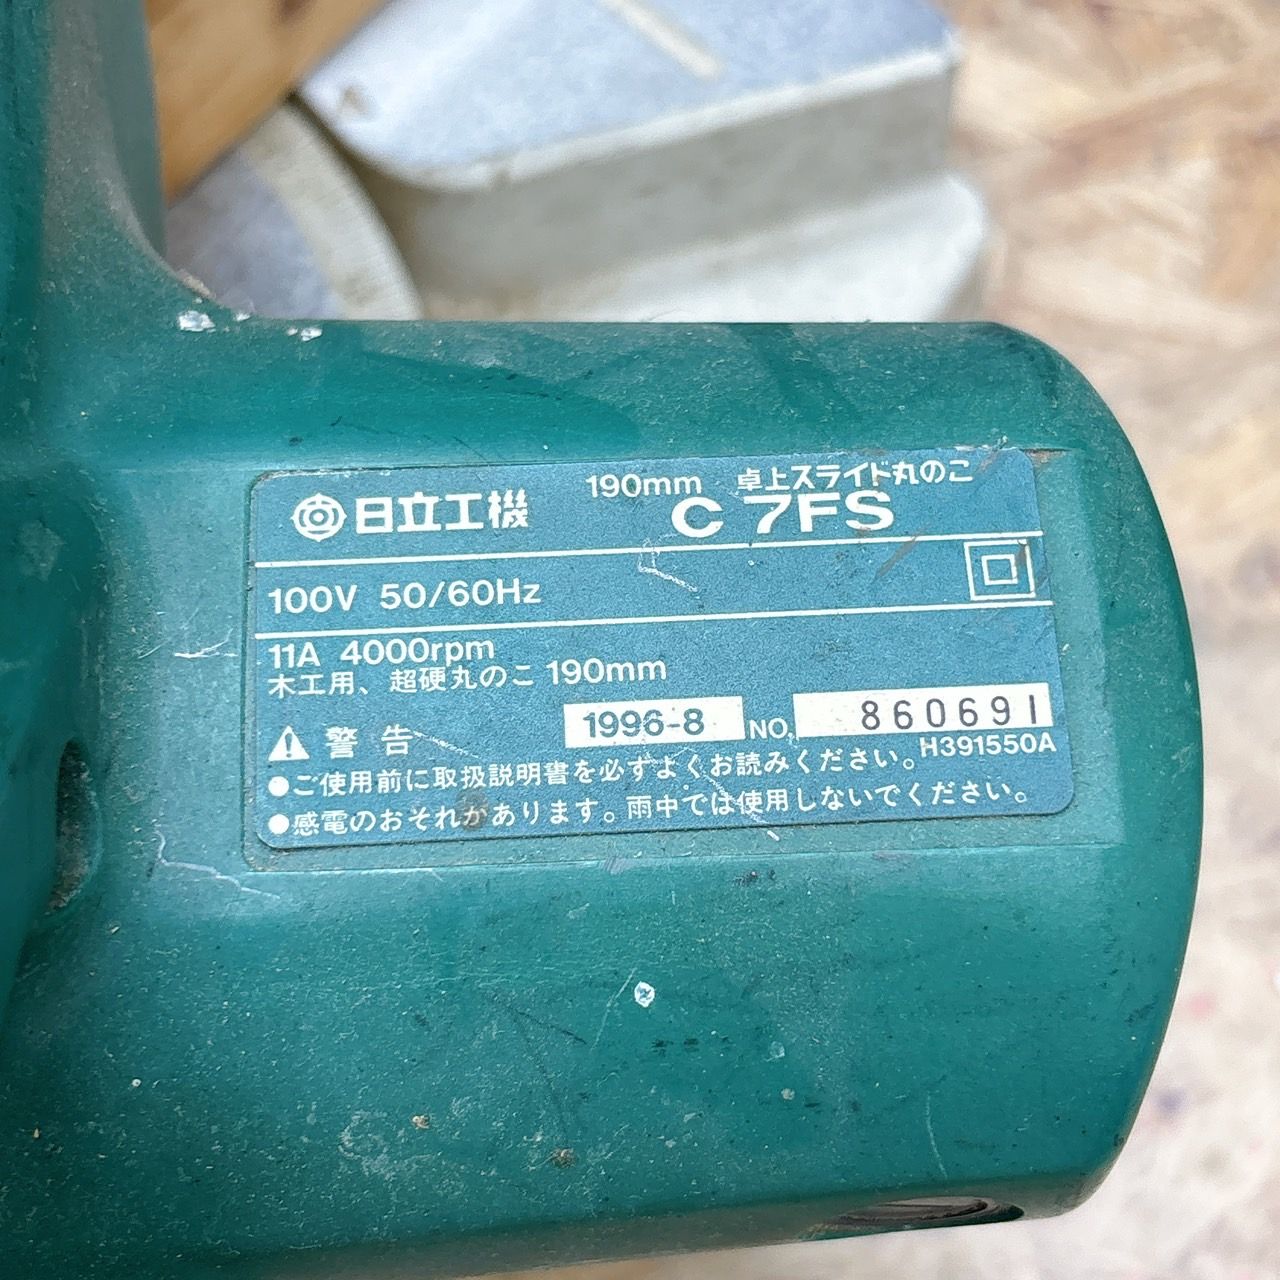 日立工機 190mm 卓上スライド丸のこ
C 7FS
100V 50/60Hz
11A 4000rpm
木工用、超硬丸のこ 190mm
1996-8 NO. 860691
警告 H391550A
●ご使用前に取扱説明書を必ずよくお読みください。
●感電のおそれがあります。雨中では使用しないでください。